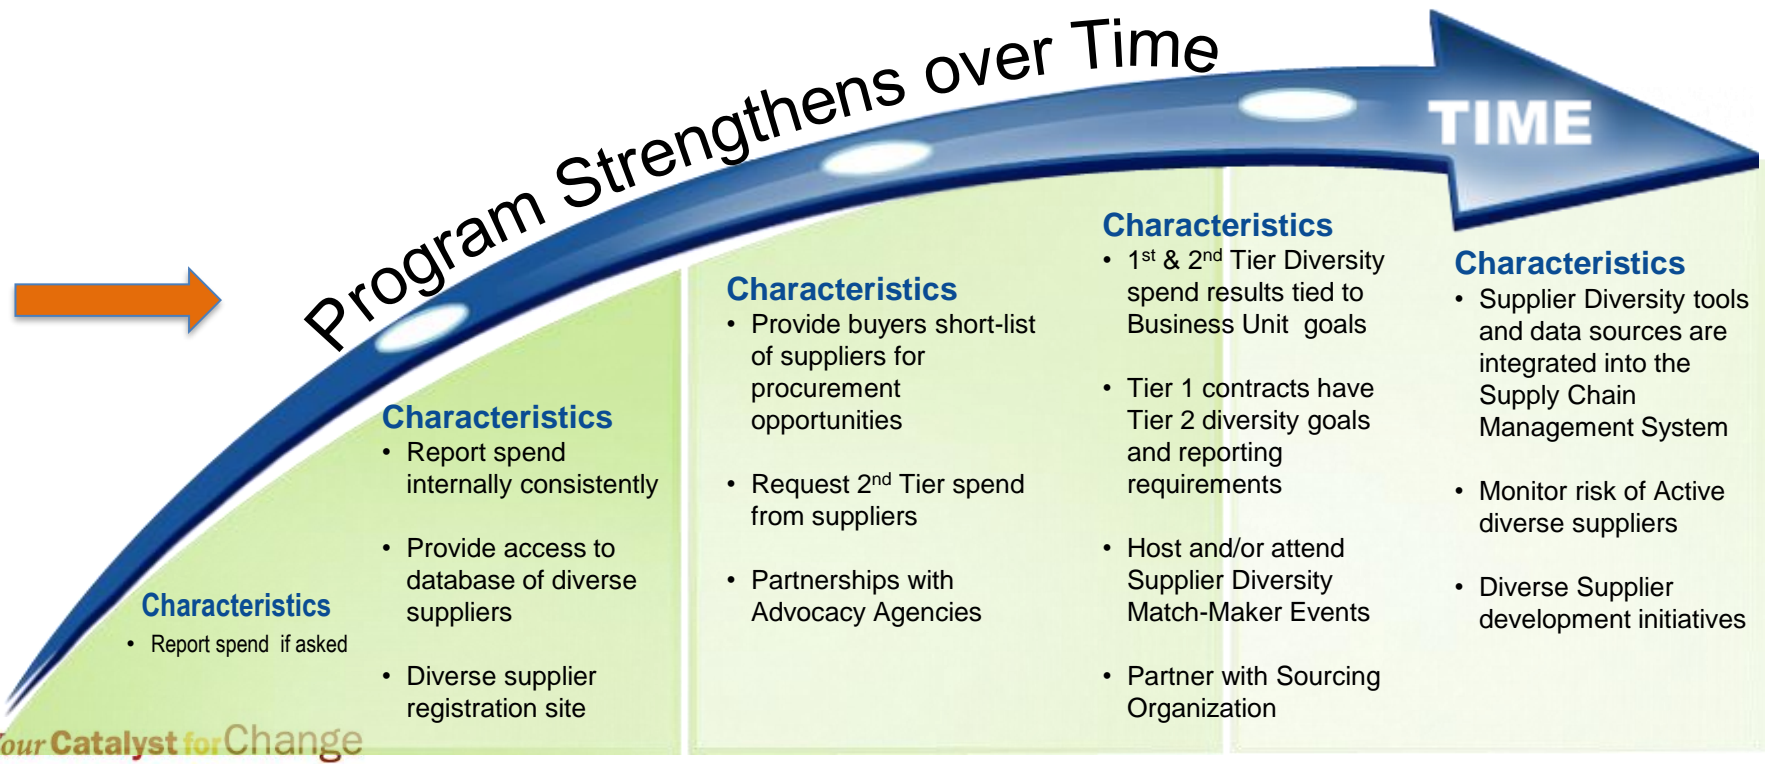 Program Strengthens over Time
TIME
Characteristics
• Report spend if asked
Characteristics
• Report spend
internally consistently
• Provide access to
database of diverse
suppliers
• Diverse supplier
registration site
Characteristics
• Provide buyers short-list
of suppliers for
procurement
opportunities
• Request 2nd Tier spend
from suppliers
• Partnerships with
Advocacy Agencies
Characteristics
• 1st & 2nd Tier Diversity
spend results tied to
Business Unit goals
• Tier 1 contracts have
Tier 2 diversity goals
and reporting
requirements
• Host and/or attend
Supplier Diversity
Match-Maker Events
• Partner with Sourcing
Organization
Characteristics
• Supplier Diversity tools
and data sources are
integrated into the
Supply Chain
Management System
• Monitor risk of Active
diverse suppliers
• Diverse Supplier
development initiatives
our Catalyst for Change